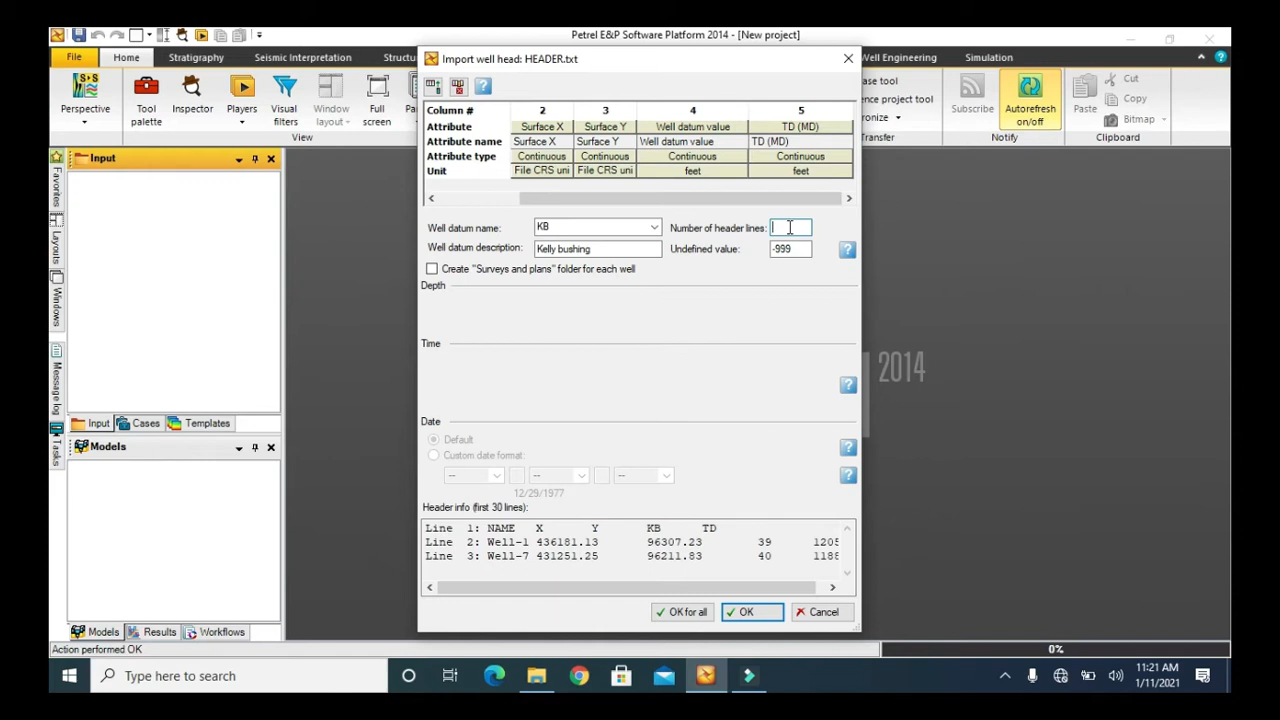 Petrel E&P Software Platform 2014 - [New project]
File
Home
Stratigraphy
Seismic Interpretation
Well Engineering
Simulation
Perspective
Tool palette
Inspector
Players
Visual filters
Window layout
Full screen
View
Transfer
Subscribe
Autorefresh on/off
Notify
Paste
Cut
Copy
Bitmap
Clipboard
Import well head: HEADER.txt
Column # 2 3 4 5
Attribute Surface X Surface Y Well datum value TD (MD)
Attribute name Surface X Surface Y Well datum value TD (MD)
Attribute type Continuous Continuous Continuous Continuous
Unit File CRS uni File CRS uni feet feet
Well datum name: KB Number of header lines:
Well datum description: Kelly bushing Undefined value: -999
Create "Surveys and plans" folder for each well
Depth
Time
Date
Default
Custom date format:
-- -- --
12/29/1977
Header info (first 30 lines):
Line 1: NAME X Y KB TD
Line 2: Well-1 436181.13 96307.23 39 1205
Line 3: Well-7 431251.25 96211.83 40 1188
OK for all OK Cancel
Favorites
Layouts
Windows
Message log
Tasks
Input
Input Cases Templates
Models
Models Results Workflows
2014
Action performed OK
0%
Type here to search
11:21 AM
1/11/2021